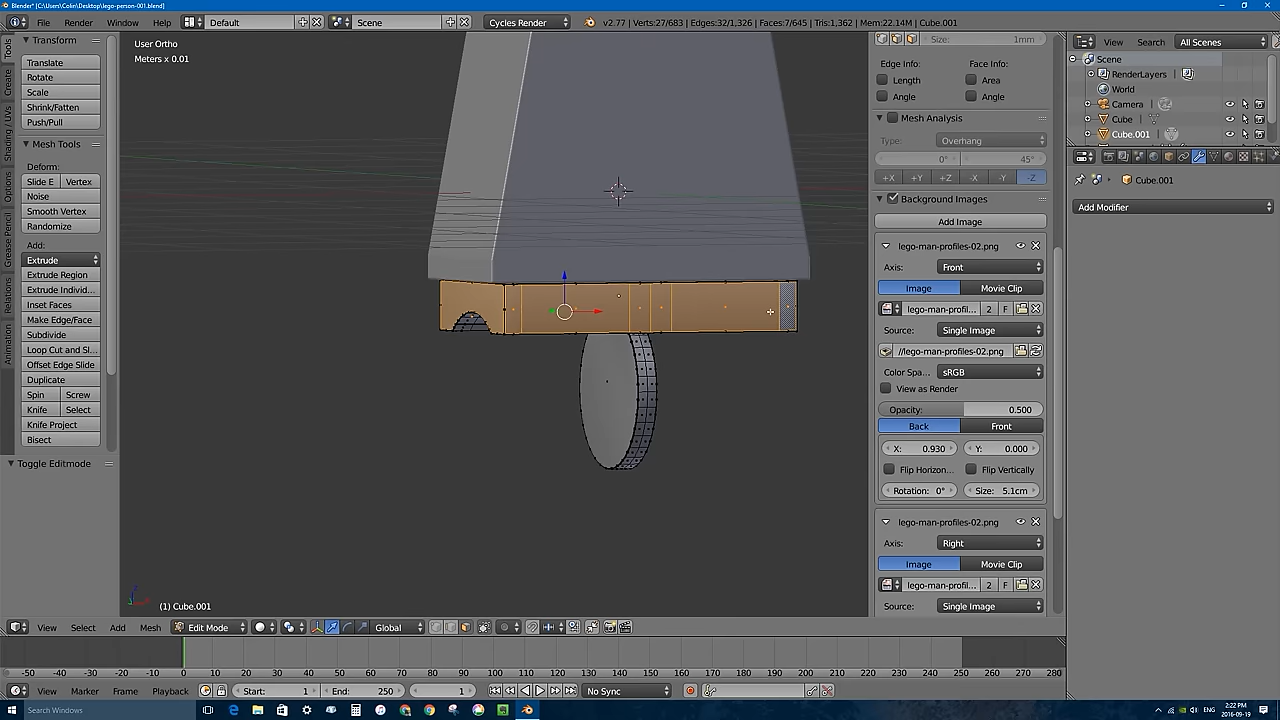 Blender* [C:\Users\Colin\Desktop\lego-person-001.blend]
File Render Window Help Default Scene Cycles Render v2.77 | Verts:27/683 | Edges:32/1,326 | Faces:7/645 | Tris:1,362 | Mem:22.14M | Cube.001
Transform
Translate
Rotate
Scale
Shrink/Fatten
Push/Pull
Mesh Tools
Deform:
Slide E Vertex
Noise
Smooth Vertex
Randomize
Add:
Extrude
Extrude Region
Extrude Individ...
Inset Faces
Make Edge/Face
Subdivide
Loop Cut and Sl...
Offset Edge Slide
Duplicate
Spin Screw
Knife Select
Knife Project
Bisect
Toggle Editmode
Tools
Create
Shading / UVs
Options
Grease Pencil
Relations
Animation
User Ortho
Meters x 0.01
(1) Cube.001
Size: 1mm
Edge Info: Face Info:
Length Area
Angle Angle
Mesh Analysis
Type: Overhang
0° 45°
+X +Y +Z -X -Y -Z
Background Images
Add Image
lego-man-profiles-02.png
Axis: Front
Image Movie Clip
lego-man-profil... 2 F
Source: Single Image
//lego-man-profiles-02.png
Color Spa... sRGB
View as Render
Opacity: 0.500
Back Front
X: 0.930 Y: 0.000
Flip Horizon... Flip Vertically
Rotation: 0° Size: 5.1cm
lego-man-profiles-02.png
Axis: Right
Image Movie Clip
lego-man-profil... 2 F
Source: Single Image
View Search All Scenes
Scene
RenderLayers
World
Camera
Cube
Cube.001
Cube.001
Add Modifier
View Select Add Mesh Edit Mode Global
-50 -40 -30 -20 -10 0 10 20 30 40 50 60 70 80 90 100 110 120 130 140 150 160 170 180 190 200 210 220 230 240 250 260 270 280
View Marker Frame Playback Start: 1 End: 250 1 No Sync
Search Windows ENG 2:22 PM
2016-09-19